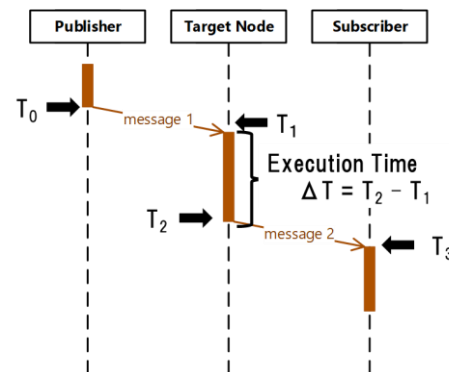 Publisher
Target Node
Subscriber
T₀
message 1
T₁
Execution Time
ΔT = T₂ − T₁
T₂
message 2
T₃